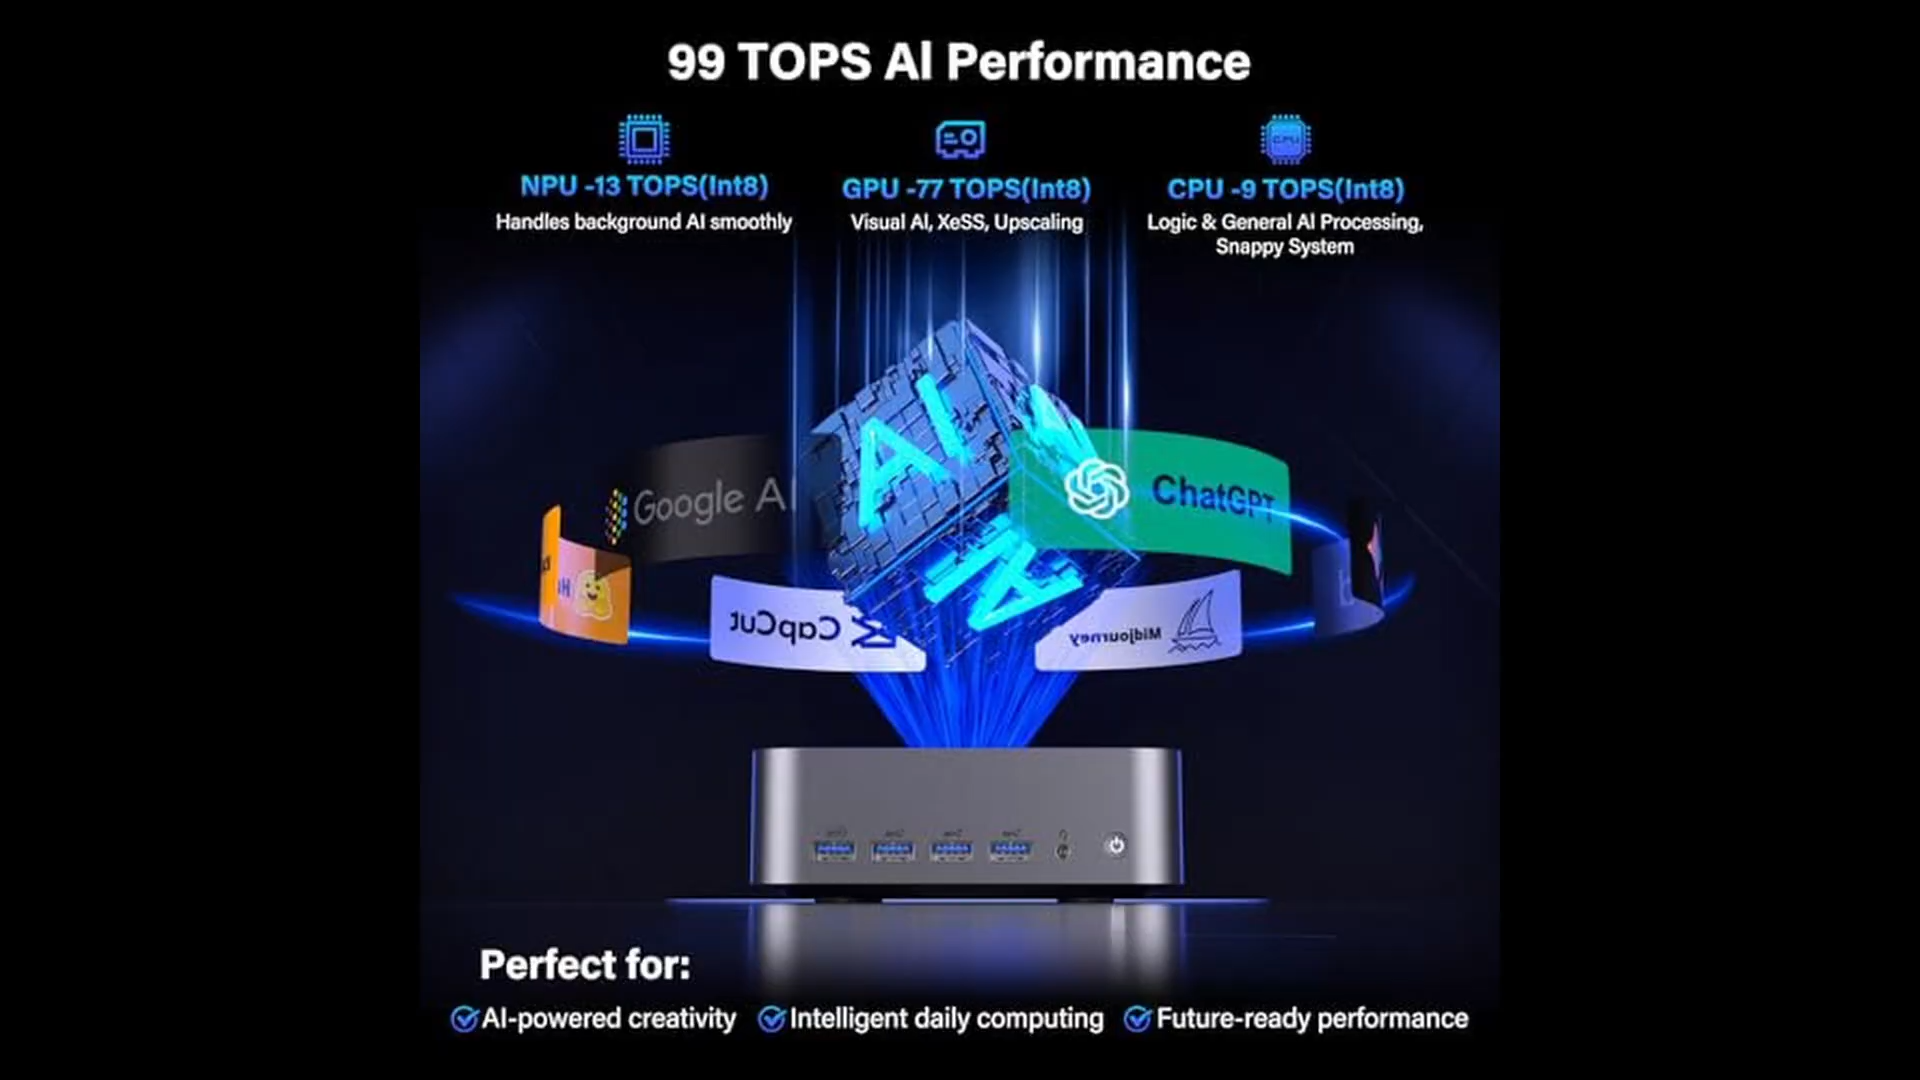 99 TOPS AI Performance
NPU -13 TOPS(Int8)
Handles background AI smoothly
GPU -77 TOPS(Int8)
Visual AI, XeSS, Upscaling
CPU
CPU -9 TOPS(Int8)
Logic & General AI Processing,
Snappy System
AI
AI
Google AI
ChatGPT
CapCut
Midjourney
Perfect for:
AI-powered creativity
Intelligent daily computing
Future-ready performance